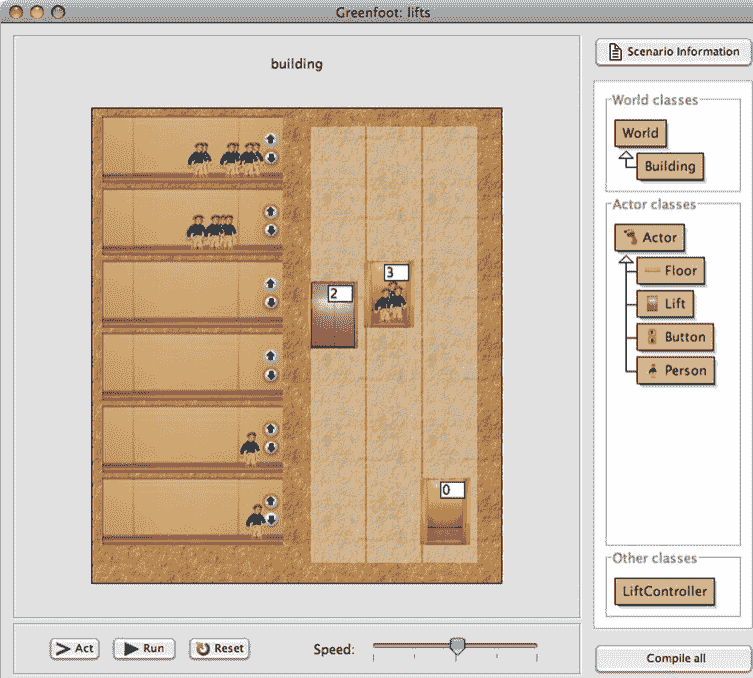 Greenfoot: lifts
building
2
3
0
Act
Run
Reset
Speed:
Scenario Information
World classes
World
Building
Actor classes
Actor
Floor
Lift
Button
Person
Other classes
LiftController
Compile all